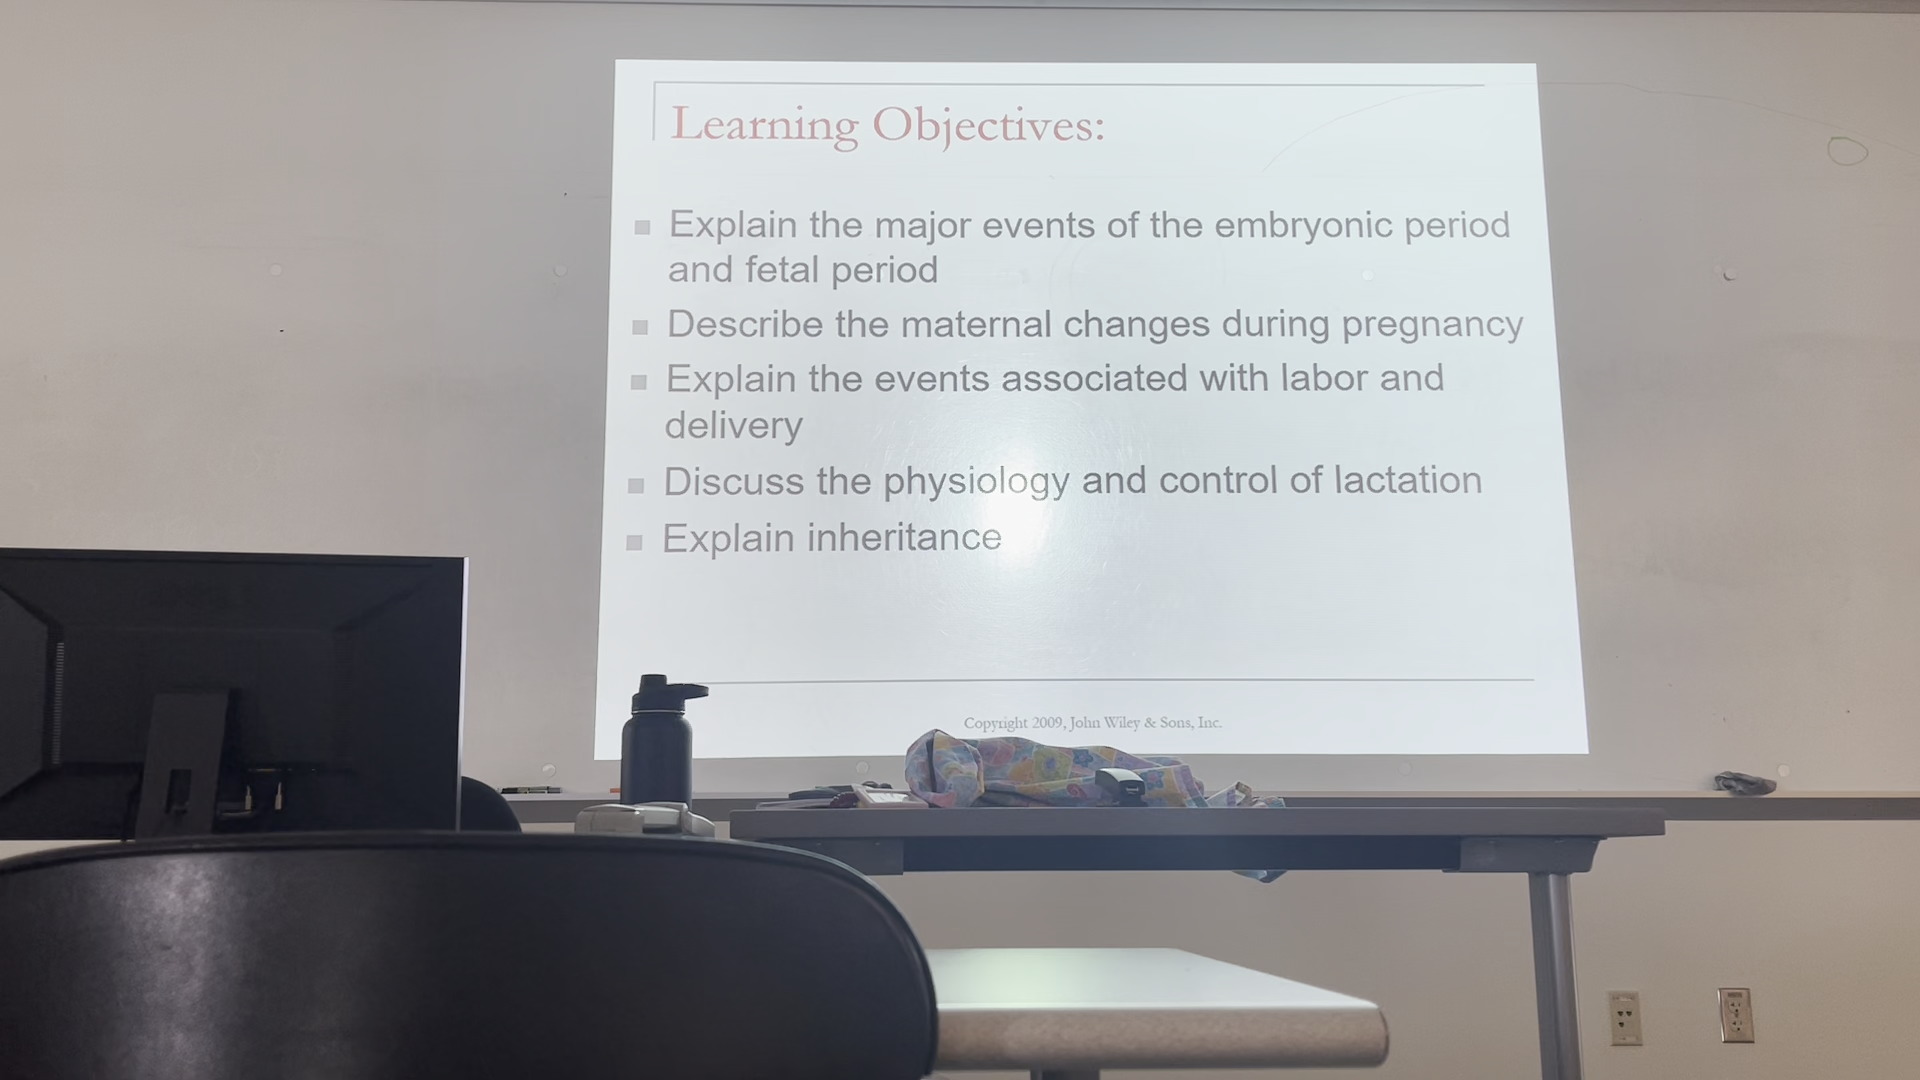 Learning Objectives:
Explain the major events of the embryonic period
and fetal period
Describe the maternal changes during pregnancy
Explain the events associated with labor and
delivery
Discuss the physiology and control of lactation
Explain inheritance
Copyright 2009, John Wiley & Sons, Inc.